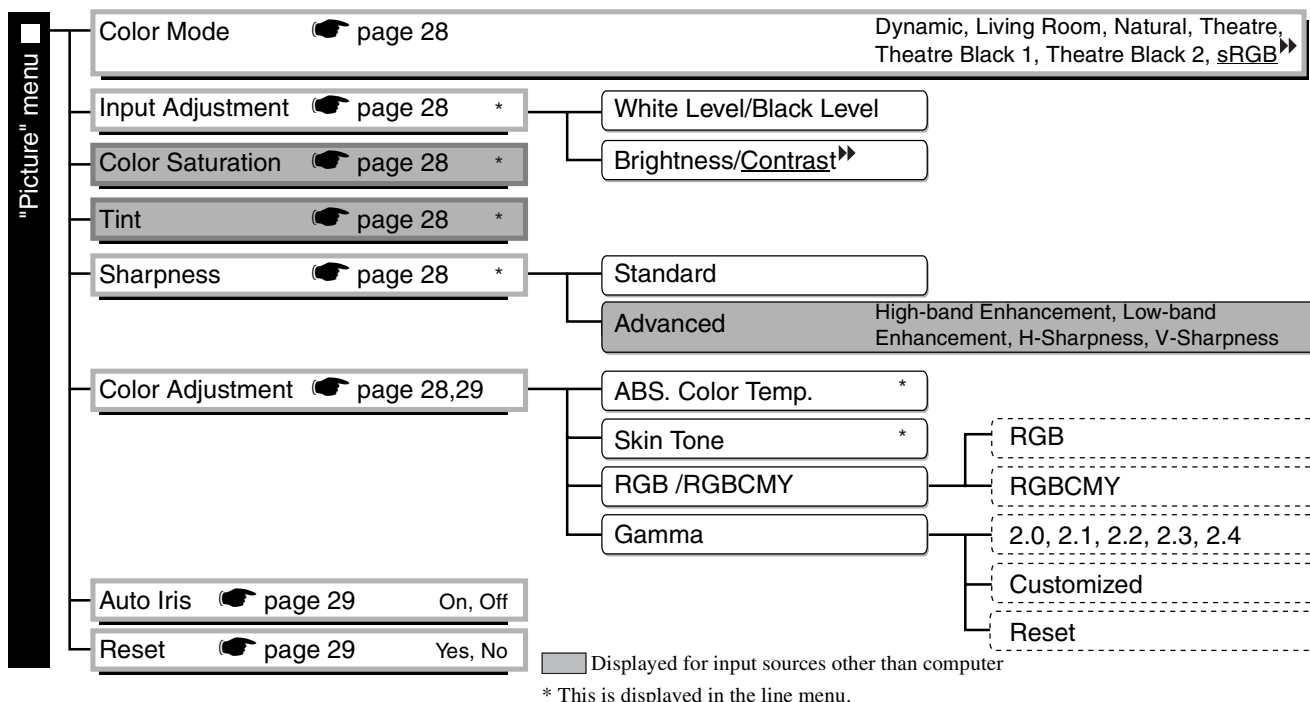 "Picture" menu
Color Mode page 28 Dynamic, Living Room, Natural, Theatre,
Theatre Black 1, Theatre Black 2, sRGB
Input Adjustment page 28 *
White Level/Black Level
Brightness/Contrast
Color Saturation page 28 *
Tint page 28 *
Sharpness page 28 *
Standard
Advanced High-band Enhancement, Low-band
Enhancement, H-Sharpness, V-Sharpness
Color Adjustment page 28,29
ABS. Color Temp. *
Skin Tone *
RGB /RGBCMY
RGB
RGBCMY
Gamma
2.0, 2.1, 2.2, 2.3, 2.4
Customized
Reset
Auto Iris page 29 On, Off
Reset page 29 Yes, No
Displayed for input sources other than computer
* This is displayed in the line menu.